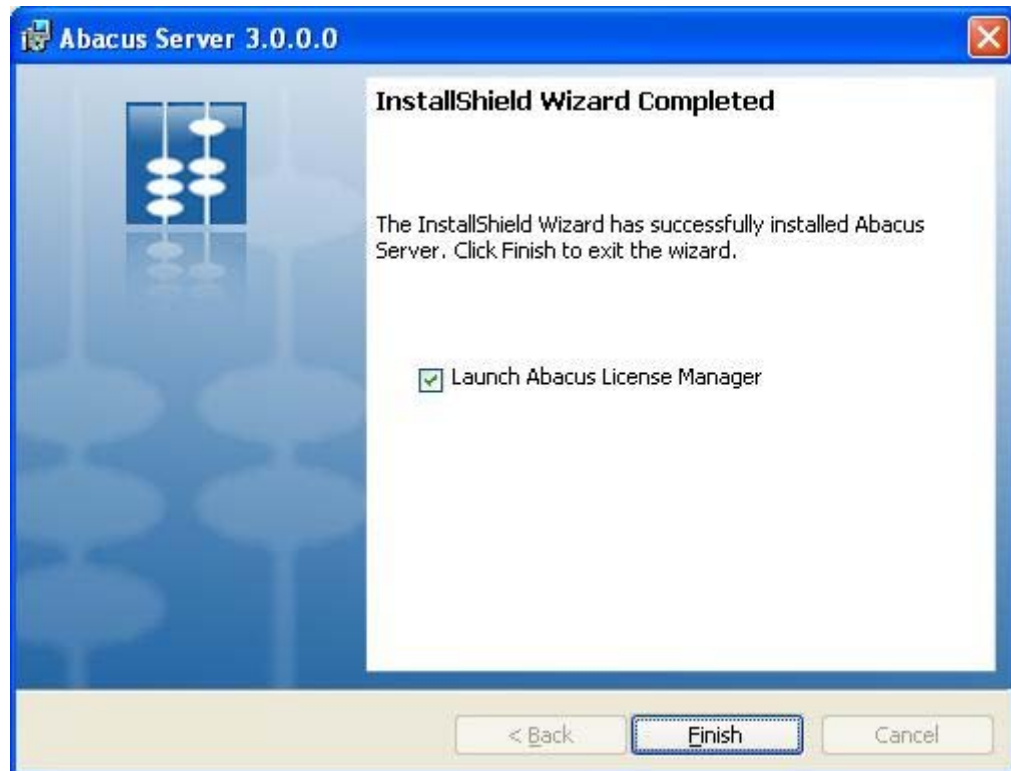 Abacus Server 3.0.0.0
InstallShield Wizard Completed
The InstallShield Wizard has successfully installed Abacus
Server. Click Finish to exit the wizard.
Launch Abacus License Manager
< Back
Finish
Cancel